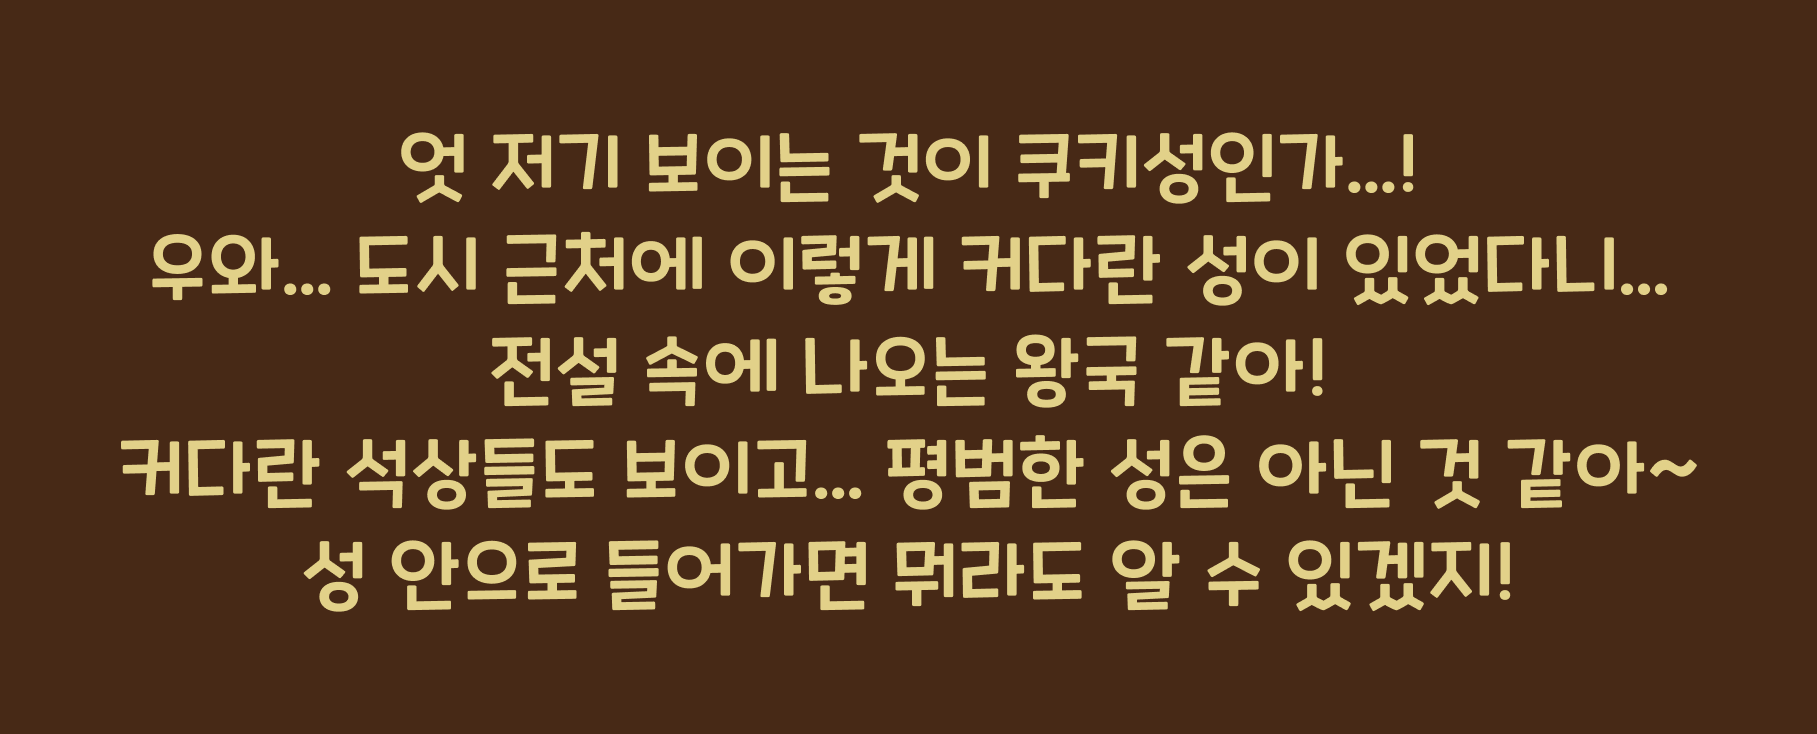 엇 저기 보이는 것이 쿠키성인가...!
우와... 도시 근처에 이렇게 커다란 성이 있었다니...
전설 속에 나오는 왕국 같아!
커다란 석상들도 보이고... 평범한 성은 아닌 것 같아~
성 안으로 들어가면 뭐라도 알 수 있겠지!